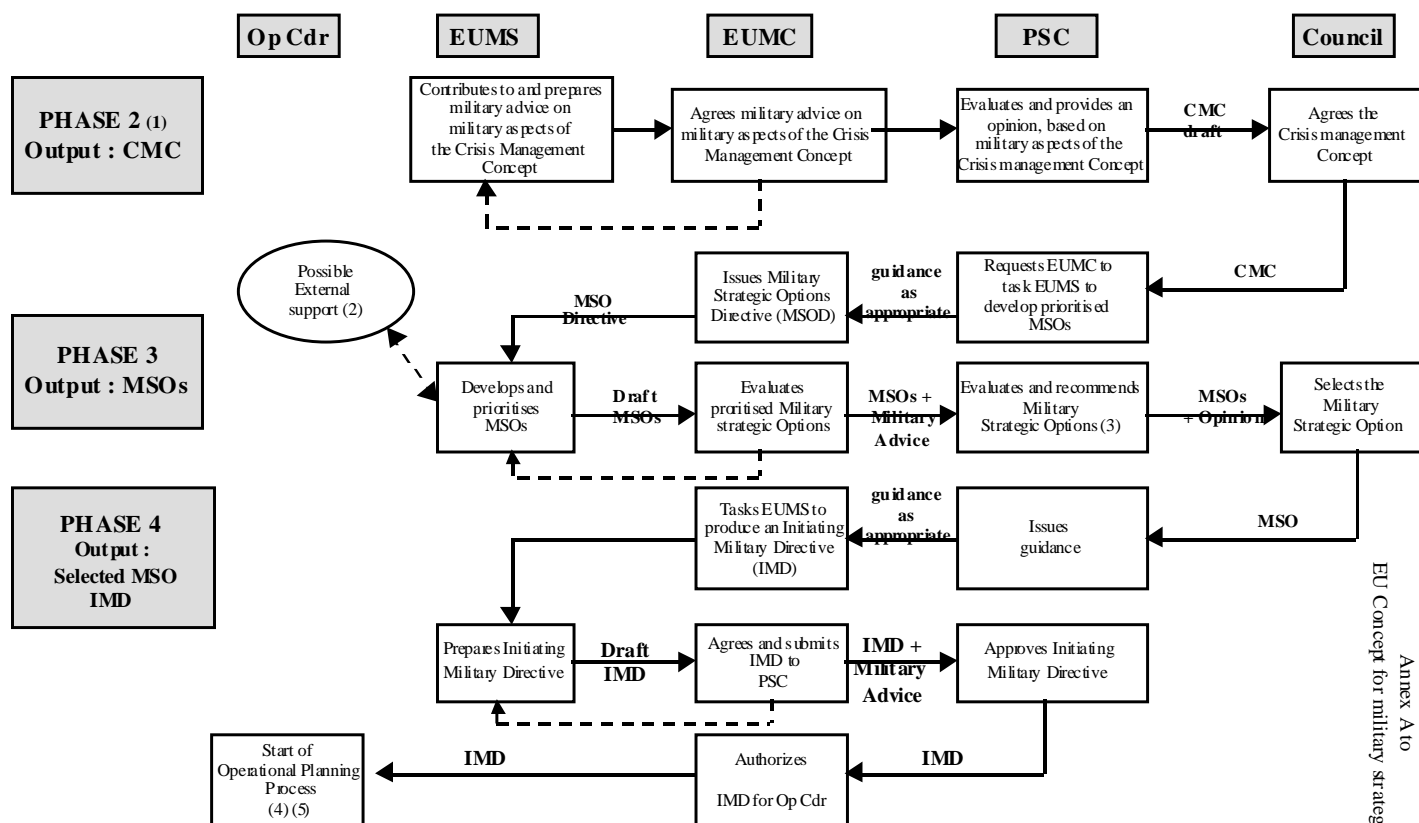 Op Cdr
EUMS
EUMC
PSC
Council
PHASE 2 (1)
Output : CMC
Contributes to and prepares
military advice on
military aspects of
the Crisis Management
Concept
Agrees military advice on
military aspects of the Crisis
Management Concept
Evaluates and provides an
opinion, based on
military aspects of the
Crisis management Concept
CMC
draft
Agrees the
Crisis management
Concept
Possible
External
support (2)
MSO
Directive
Issues Military
Strategic Options
Directive (MSOD)
guidance
as
appropriate
Requests EUMC to
task EUMS to
develop prioritised
MSOs
CMC
PHASE 3
Output : MSOs
Develops and
prioritises
MSOs
Draft
MSOs
Evaluates
proritised Military
strategic Options
MSOs +
Military
Advice
Evaluates and recommends
Military
Strategic Options (3)
MSOs
+ Opinion
Selects the
Military
Strategic Option
PHASE 4
Output :
Selected MSO
IMD
Tasks EUMS to
produce an Initiating
Military Directive
(IMD)
guidance
as
appropriate
Issues
guidance
MSO
Prepares Initiating
Military Directive
Draft
IMD
Agrees and submits
IMD to
PSC
IMD +
Military
Advice
Approves Initiating
Military Directive
Start of
Operational Planning
Process
(4) (5)
IMD
Authorizes
IMD for Op Cdr
IMD
Annex A to
EU Concept for military strateg